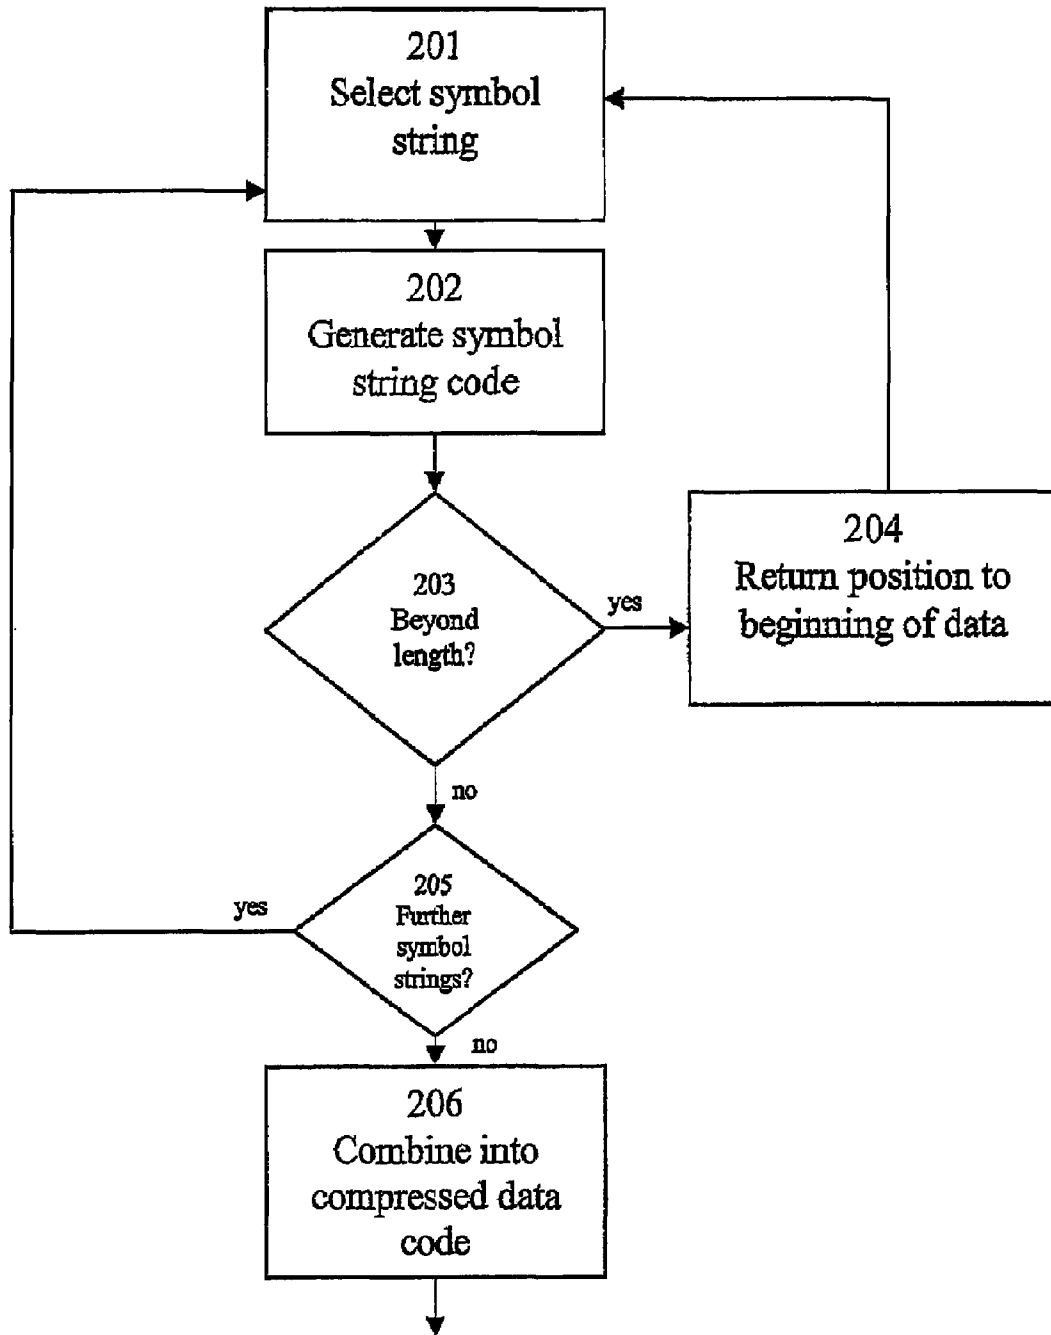 201
Select symbol
string
202
Generate symbol
string code
203
Beyond
length?
yes
204
Return position to
beginning of data
no
205
Further
symbol
strings?
yes
no
206
Combine into
compressed data
code